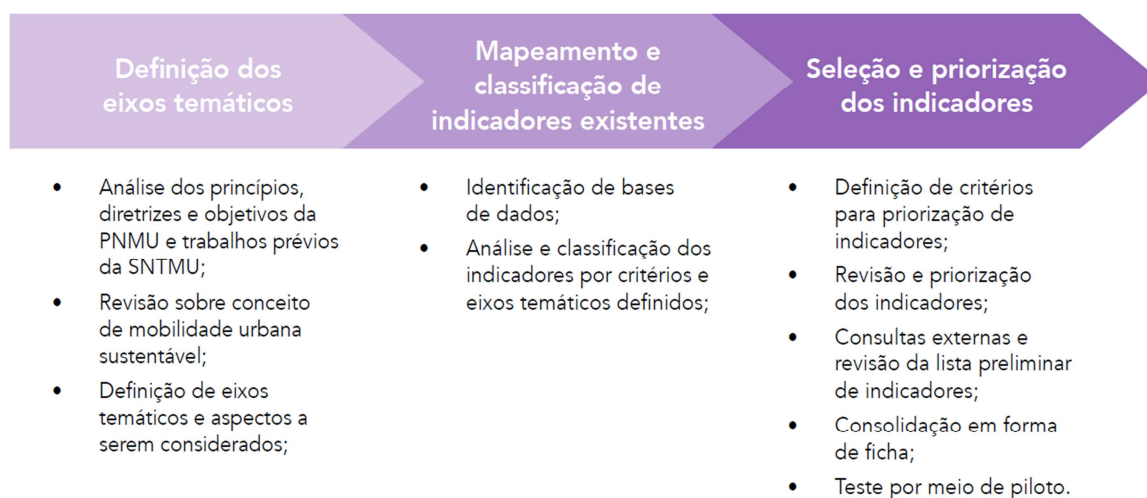 Definição dos
eixos temáticos
Mapeamento e
classificação de
indicadores existentes
Seleção e priorização
dos indicadores
• Análise dos princípios,
diretrizes e objetivos da
PNMU e trabalhos prévios
da SNTMU;
• Revisão sobre conceito
de mobilidade urbana
sustentável;
• Definição de eixos
temáticos e aspectos a
serem considerados;
• Identificação de bases
de dados;
• Análise e classificação dos
indicadores por critérios e
eixos temáticos definidos;
• Definição de critérios
para priorização de
indicadores;
• Revisão e priorização
dos indicadores;
• Consultas externas e
revisão da lista preliminar
de indicadores;
• Consolidação em forma
de ficha;
• Teste por meio de piloto.